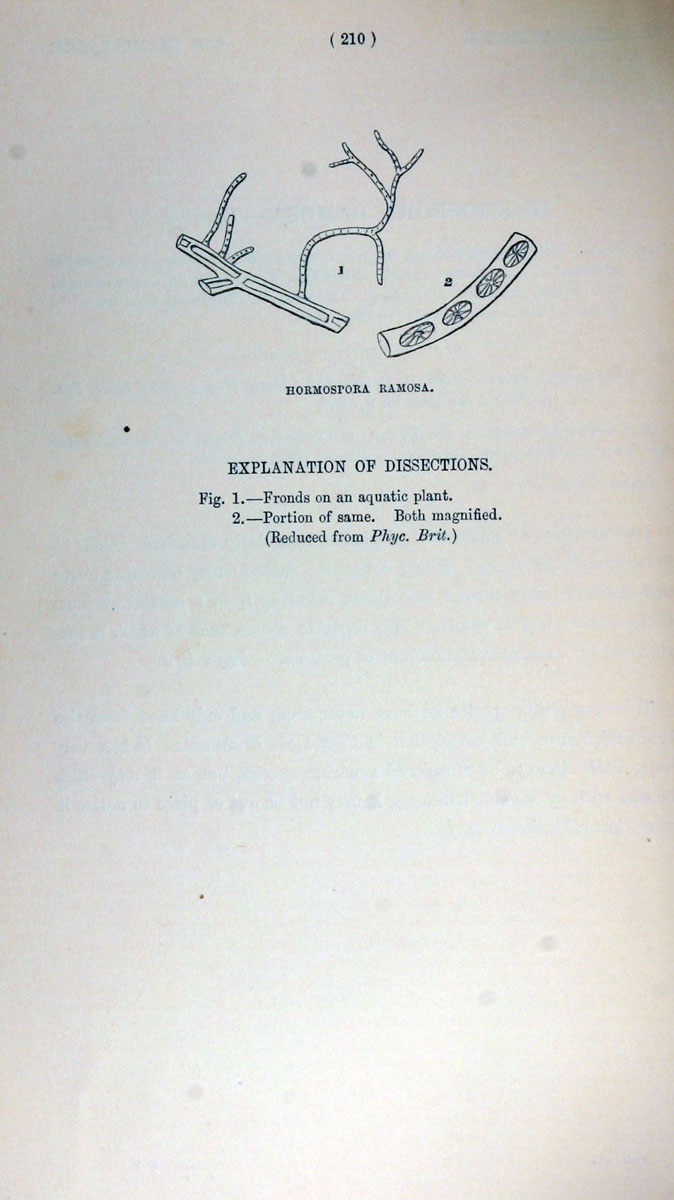 ( 210 )
1
2
HORMOSPORA RAMOSA.
EXPLANATION OF DISSECTIONS.
Fig. 1.—Fronds on an aquatic plant.
2.—Portion of same. Both magnified.
(Reduced from Phyc. Brit.)